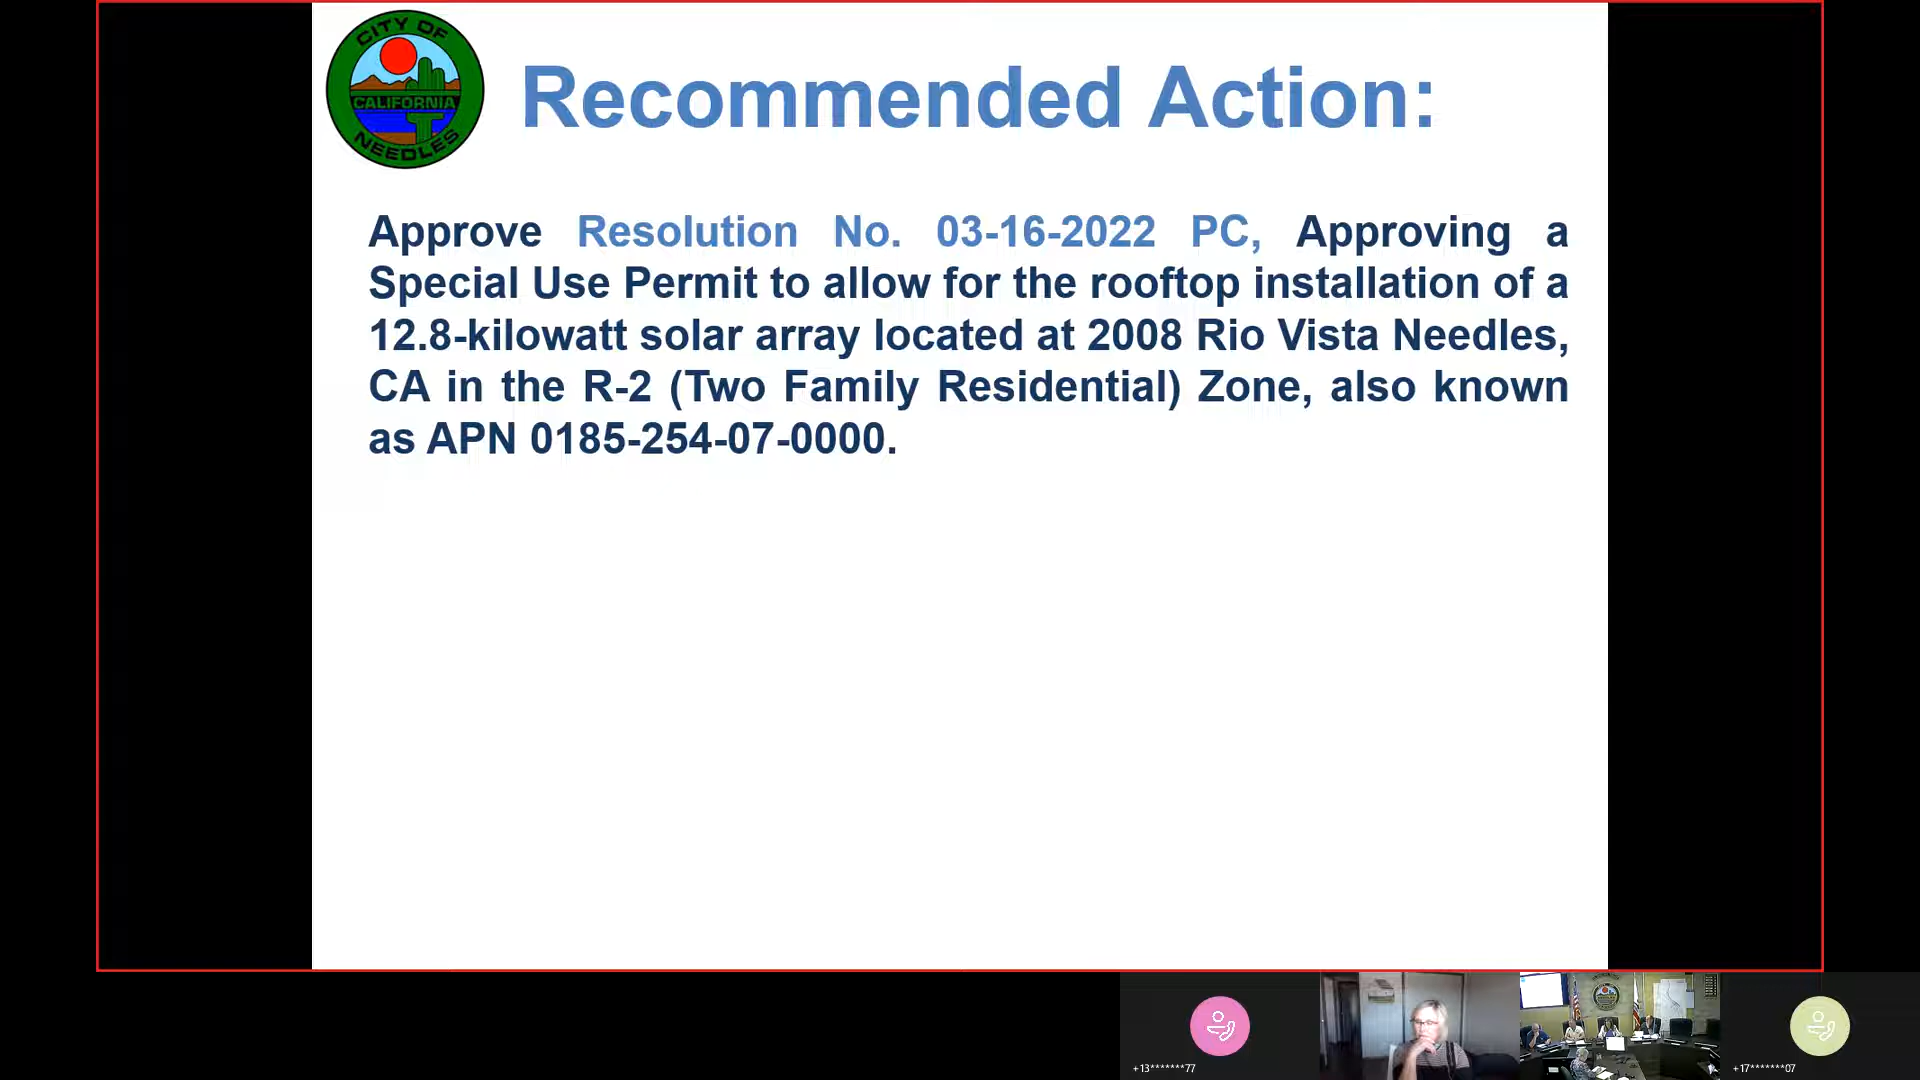 CITY OF
CALIFORNIA
NEEDLES
Recommended Action:
Approve Resolution No. 03-16-2022 PC, Approving a
Special Use Permit to allow for the rooftop installation of a
12.8-kilowatt solar array located at 2008 Rio Vista Needles,
CA in the R-2 (Two Family Residential) Zone, also known
as APN 0185-254-07-0000.
+13*******77
+17*******07